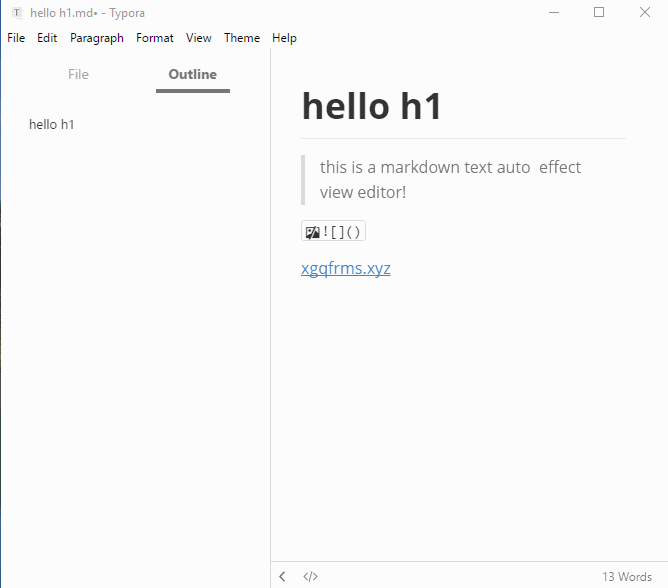 hello h1.md• - Typora
File Edit Paragraph Format View Theme Help
File Outline
hello h1
hello h1
this is a markdown text auto  effect
view editor!
![]()
xgqfrms.xyz
</> 13 Words